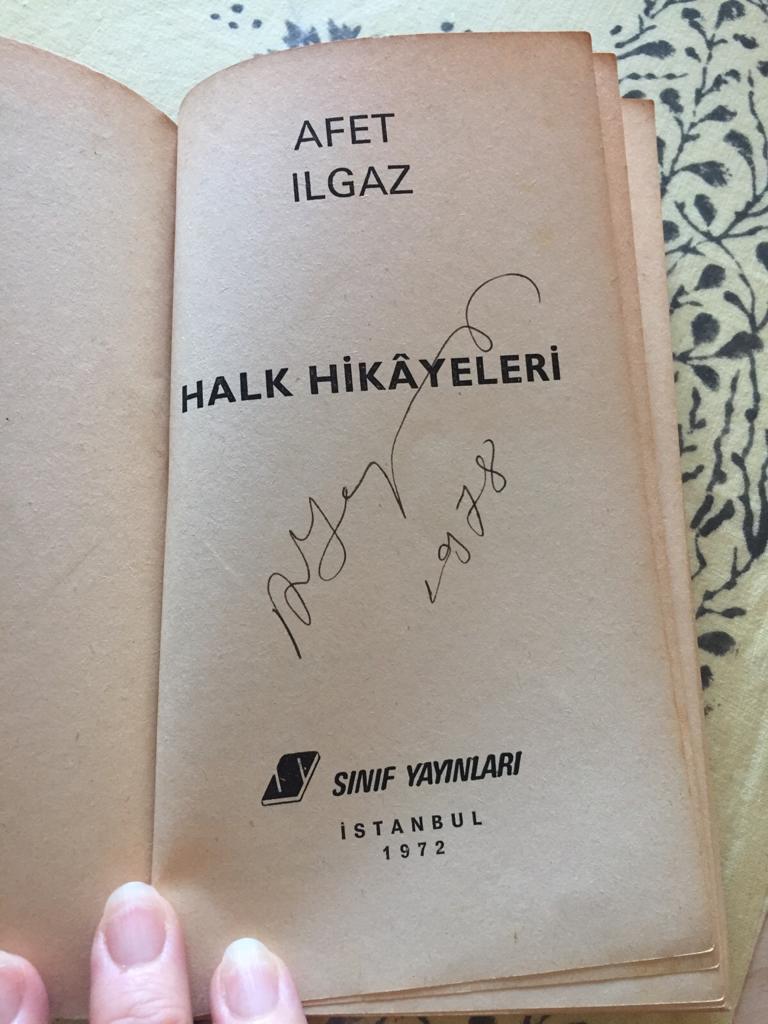 AFET
ILGAZ
HALK HİKÂYELERİ
1978
SINIF YAYINLARI
İSTANBUL
1972